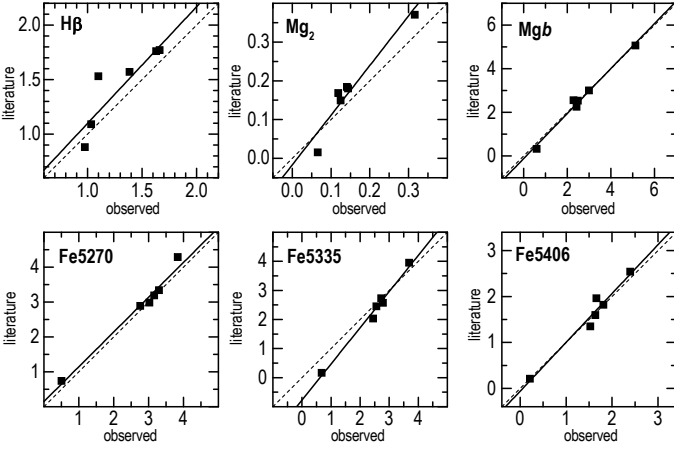 Hβ
literature
2.0
1.5
1.0
1.0
1.5
2.0
observed
Mg2
literature
0.3
0.2
0.1
0.0
0.0
0.1
0.2
0.3
observed
Mgb
literature
6
4
2
0
0
2
4
6
observed
Fe5270
literature
4
3
2
1
1
2
3
4
observed
Fe5335
literature
5
4
3
2
1
0
0
1
2
3
4
observed
Fe5406
literature
3
2
1
0
0
1
2
3
observed